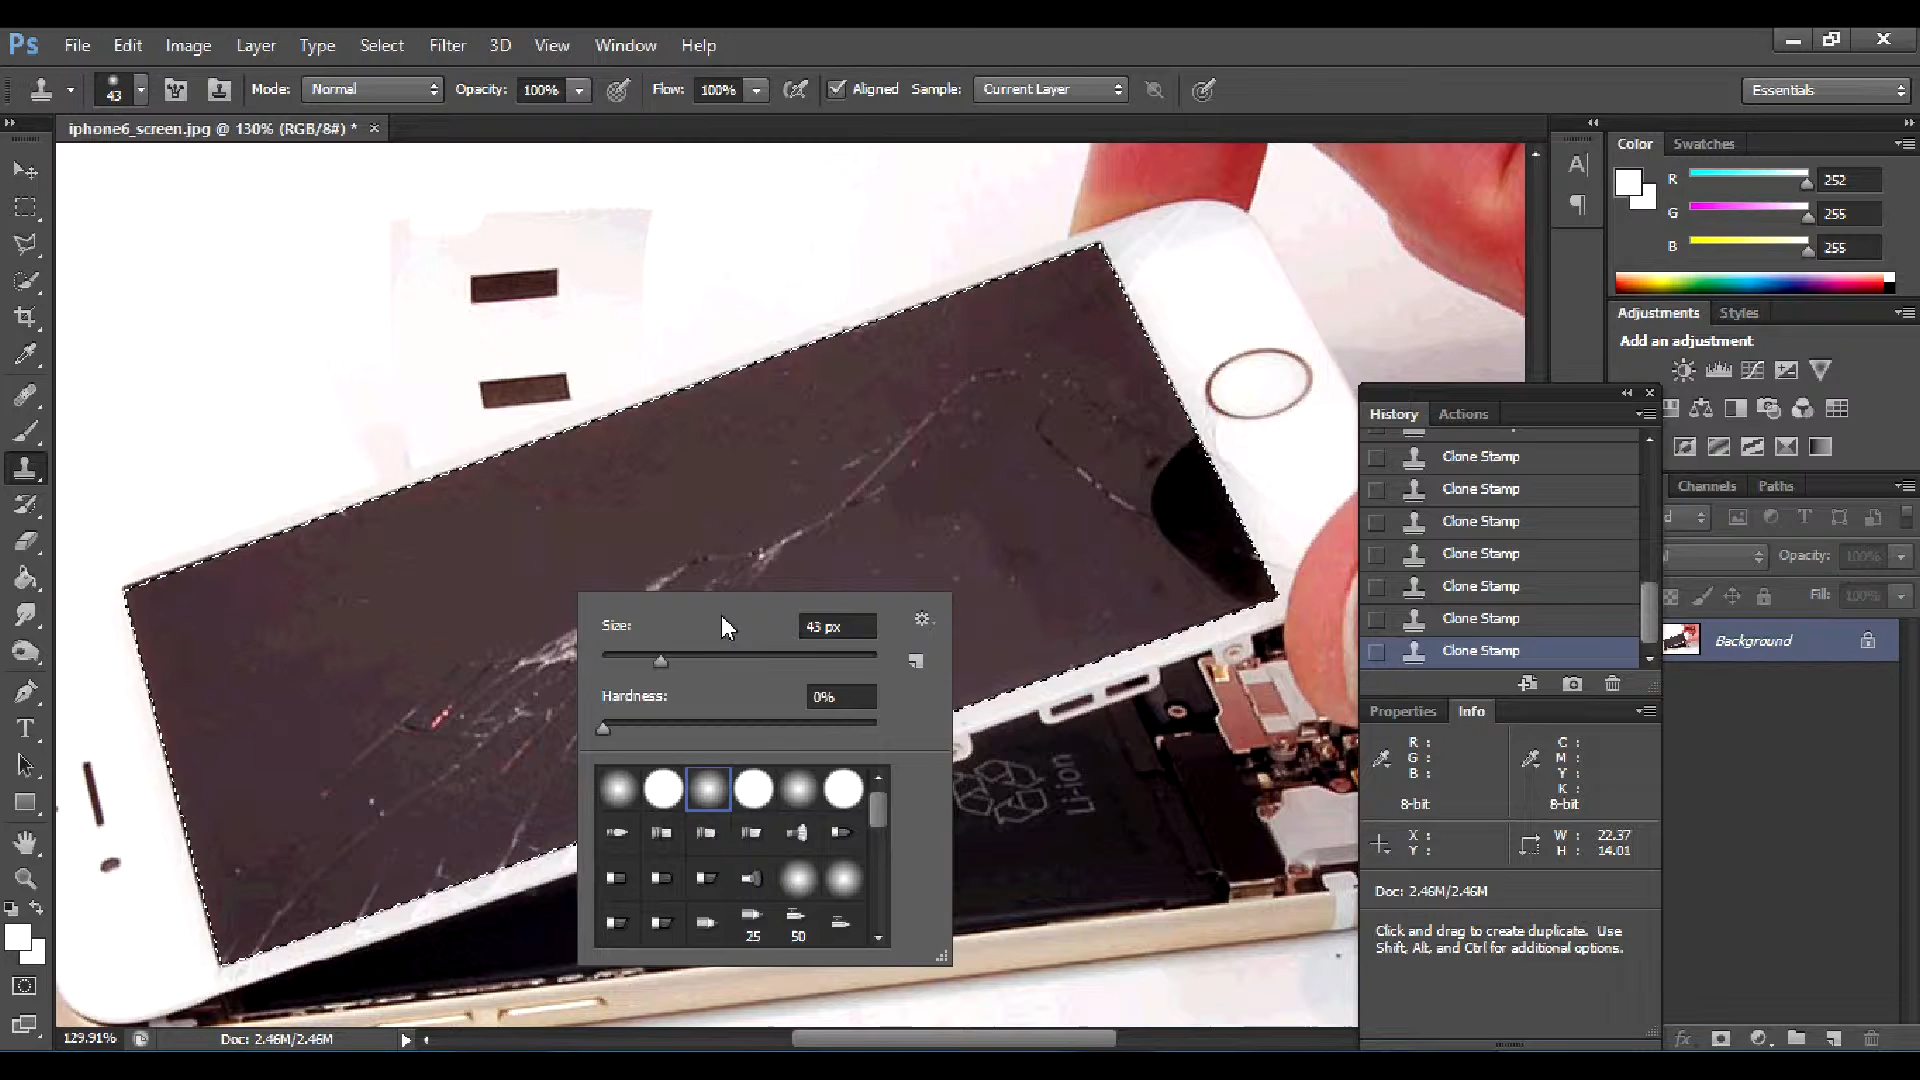 Ps File Edit Image Layer Type Select Filter 3D View Window Help
43 Mode: Normal Opacity: 100% Flow: 100% Aligned Sample: Current Layer Essentials
iphone6_screen.jpg @ 130% (RGB/8#) *
Color Swatches
R 252
G 255
B 255
Adjustments Styles
Add an adjustment
History Actions
Clone Stamp
Clone Stamp
Clone Stamp
Clone Stamp
Clone Stamp
Clone Stamp
Clone Stamp
Channels Paths
Opacity: 100%
Fill: 100%
Background
Size: 43 px
Hardness: 0%
25 50
Li-ion
Properties Info
R : C :
G : M :
B : Y :
K :
8-bit 8-bit
X : W : 22.37
Y : H : 14.01
Doc: 2.46M/2.46M
Click and drag to create duplicate. Use
Shift, Alt, and Ctrl for additional options.
129.91% Doc: 2.46M/2.46M
fx